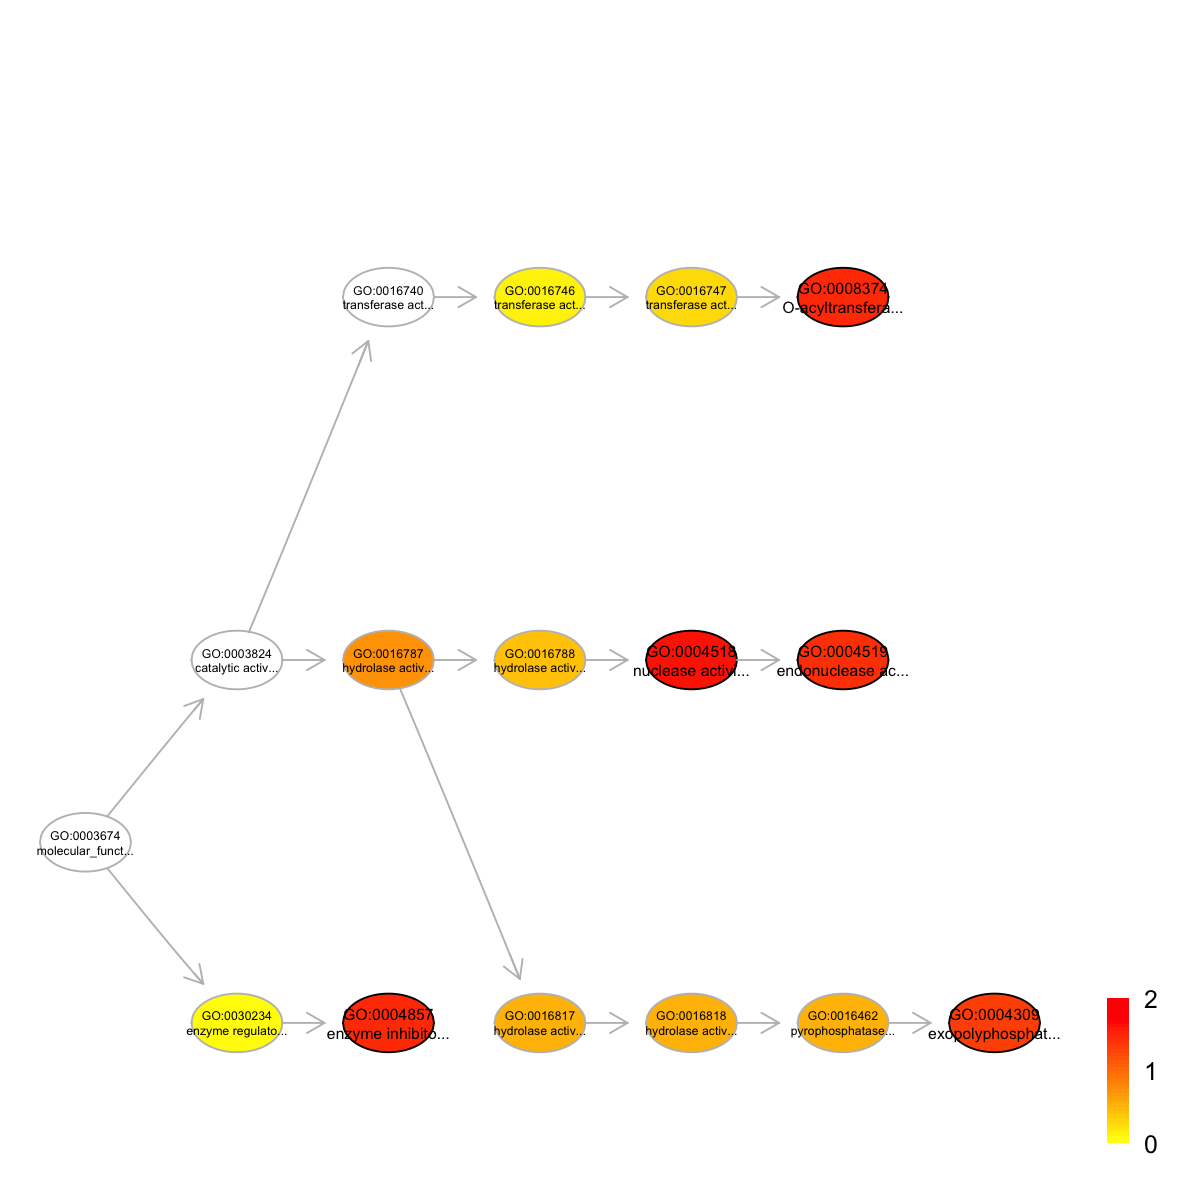 GO:0016740
transferase act...
GO:0016746
transferase act...
GO:0016747
transferase act...
GO:0008374
O-acyltransfera...
GO:0003824
catalytic activ...
GO:0016787
hydrolase activ...
GO:0016788
hydrolase activ...
GO:0004518
nuclease activi...
GO:0004519
endonuclease ac...
GO:0003674
molecular_funct...
GO:0030234
enzyme regulato...
GO:0004857
enzyme inhibito...
GO:0016817
hydrolase activ...
GO:0016818
hydrolase activ...
GO:0016462
pyrophosphatase...
GO:0004309
exopolyphosphat...
2
1
0